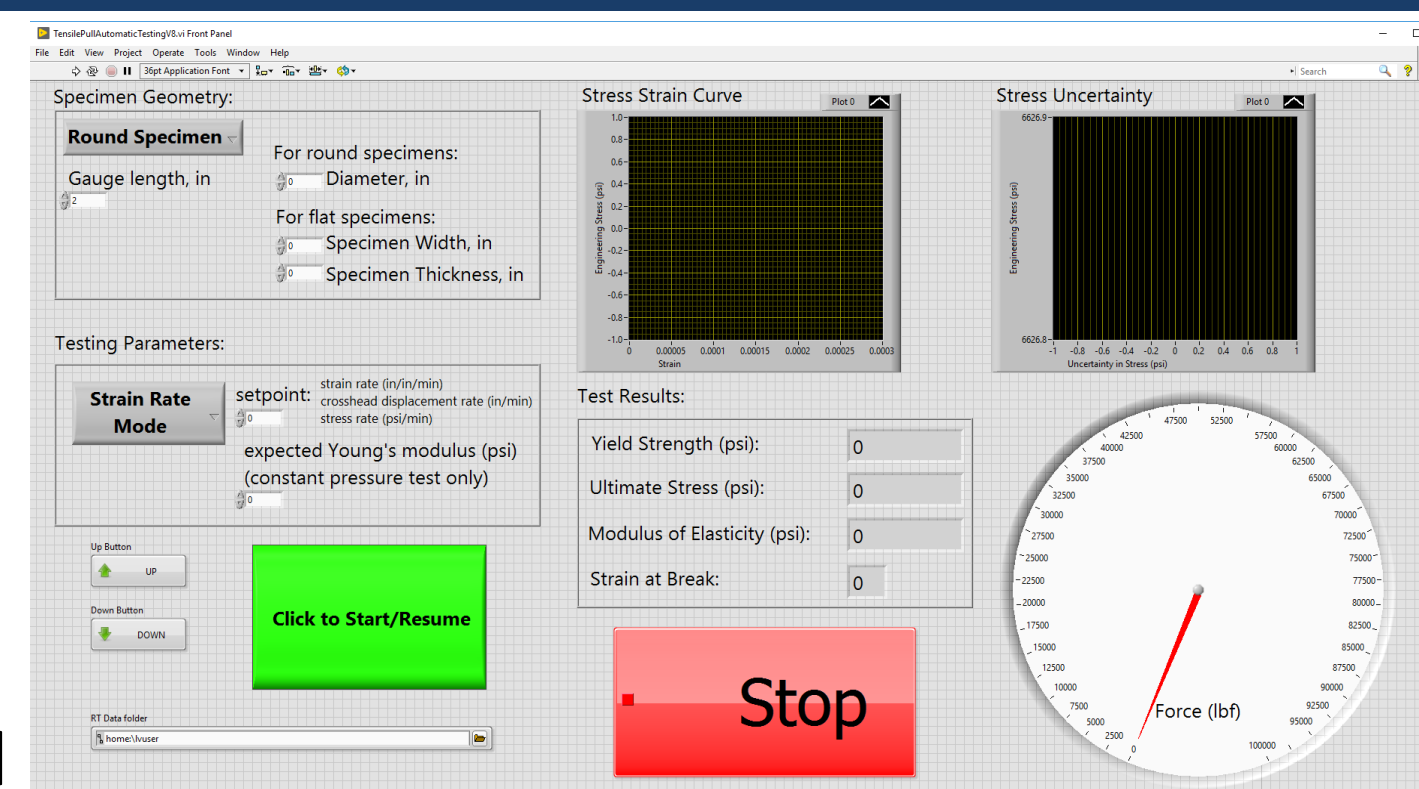 TensilePullAutomaticTestingV8.vi Front Panel
File Edit View Project Operate Tools Window Help
36pt Application Font
Search
Specimen Geometry:
Round Specimen
Gauge length, in
2
For round specimens:
0 Diameter, in
For flat specimens:
0 Specimen Width, in
0 Specimen Thickness, in
Testing Parameters:
Strain Rate
Mode
setpoint:
0
strain rate (in/in/min)
crosshead displacement rate (in/min)
stress rate (psi/min)
expected Young's modulus (psi)
(constant pressure test only)
0
Up Button
UP
Down Button
DOWN
Click to Start/Resume
RT Data folder
home:\lvuser
Stress Strain Curve
Plot 0
Engineering Stress (psi)
1.0
0.8
0.6
0.4
0.2
0.0
-0.2
-0.4
-0.6
-0.8
-1.0
0 0.00005 0.0001 0.00015 0.0002 0.00025 0.0003
Strain
Stress Uncertainty
Plot 0
Engineering Stress (psi)
6626.9
6626.8
-1 -0.8 -0.6 -0.4 -0.2 0 0.2 0.4 0.6 0.8 1
Uncertainty in Stress (psi)
Test Results:
Yield Strength (psi): 0
Ultimate Stress (psi): 0
Modulus of Elasticity (psi): 0
Strain at Break: 0
Stop
0
2500
5000
7500
10000
12500
15000
17500
20000
22500
25000
27500
30000
32500
35000
37500
40000
42500
47500
52500
57500
60000
62500
65000
67500
70000
72500
75000
77500
80000
82500
85000
87500
90000
92500
95000
100000
Force (lbf)